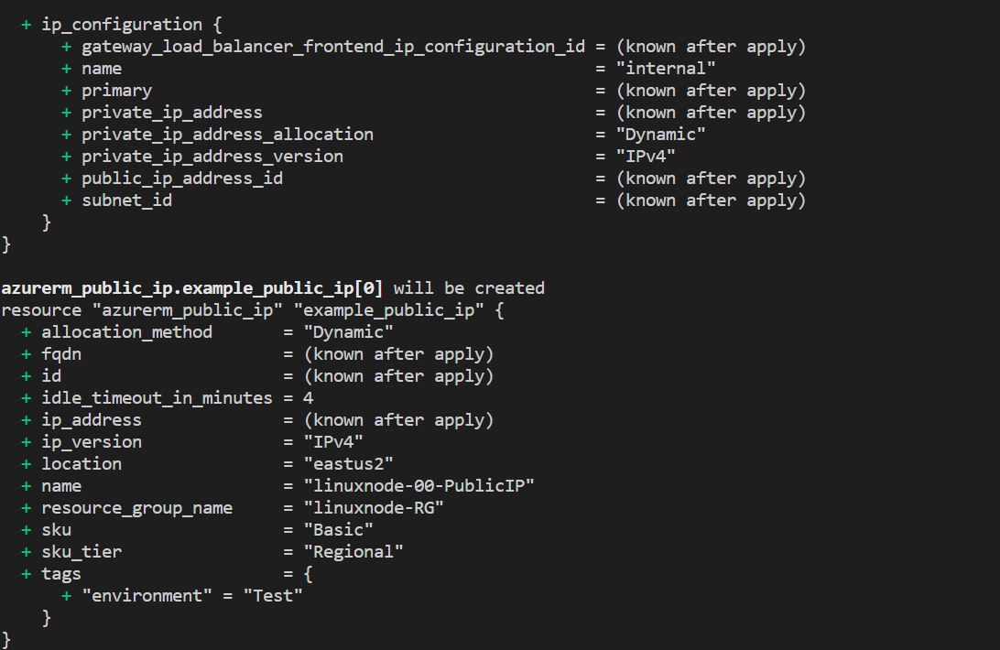 + ip_configuration {
+ gateway_load_balancer_frontend_ip_configuration_id = (known after apply)
+ name = "internal"
+ primary = (known after apply)
+ private_ip_address = (known after apply)
+ private_ip_address_allocation = "Dynamic"
+ private_ip_address_version = "IPv4"
+ public_ip_address_id = (known after apply)
+ subnet_id = (known after apply)
}
}
azurerm_public_ip.example_public_ip[0] will be created
resource "azurerm_public_ip" "example_public_ip" {
+ allocation_method = "Dynamic"
+ fqdn = (known after apply)
+ id = (known after apply)
+ idle_timeout_in_minutes = 4
+ ip_address = (known after apply)
+ ip_version = "IPv4"
+ location = "eastus2"
+ name = "linuxnode-00-PublicIP"
+ resource_group_name = "linuxnode-RG"
+ sku = "Basic"
+ sku_tier = "Regional"
+ tags = {
+ "environment" = "Test"
}
}